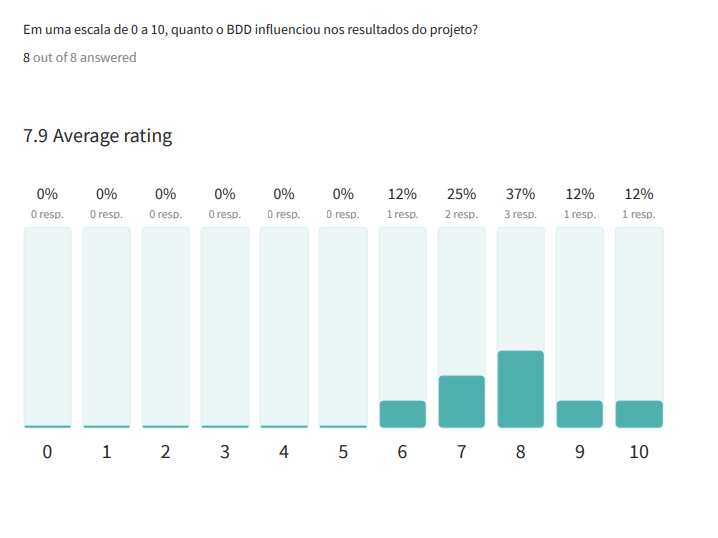 Em uma escala de 0 a 10, quanto o BDD influenciou nos resultados do projeto?
8 out of 8 answered
7.9 Average rating
0% 0% 0% 0% 0% 0% 12% 25% 37% 12% 12%
0 resp. 0 resp. 0 resp. 0 resp. 0 resp. 0 resp. 1 resp. 2 resp. 3 resp. 1 resp. 1 resp.
0 1 2 3 4 5 6 7 8 9 10